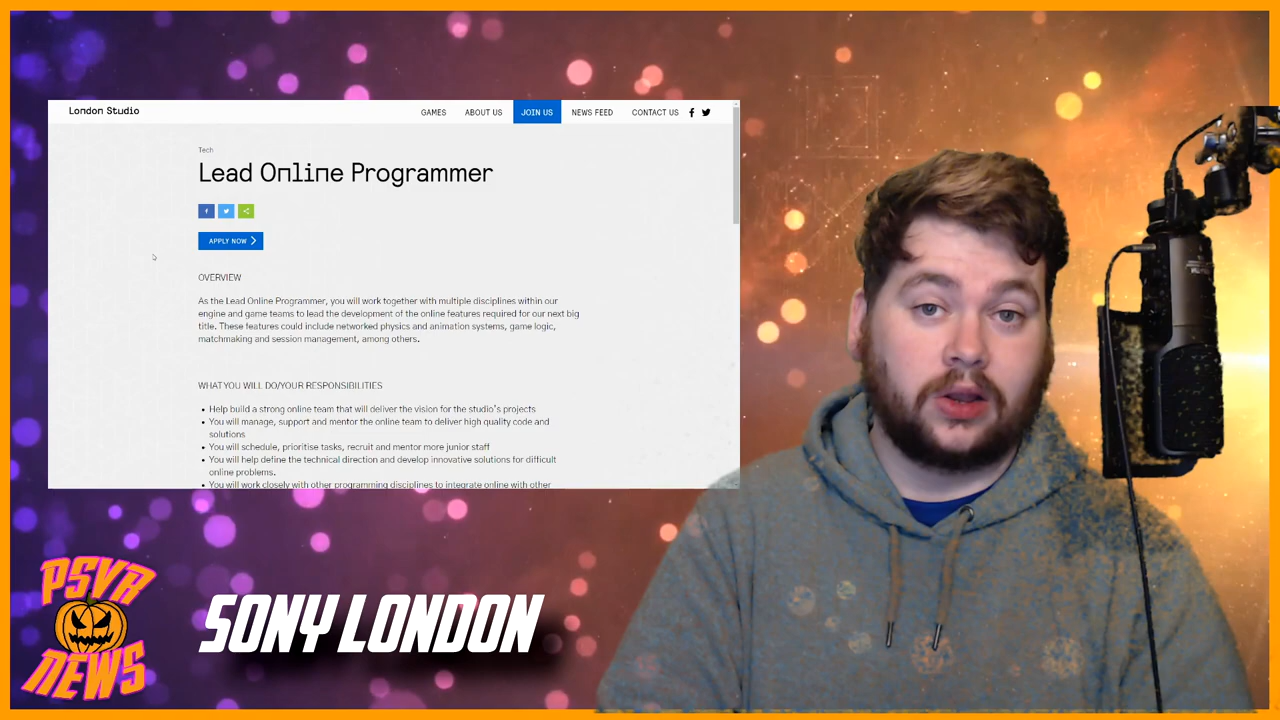 London Studio
GAMES
ABOUT US
JOIN US
NEWS FEED
CONTACT US
Tech
Lead Online Programmer
APPLY NOW
OVERVIEW
As the Lead Online Programmer, you will work together with multiple disciplines within our
engine and game teams to lead the development of the online features required for our next big
title. These features could include networked physics and animation systems, game logic,
matchmaking and session management, among others.
WHAT YOU WILL DO/YOUR RESPONSIBILITIES
• Help build a strong online team that will deliver the vision for the studio's projects
• You will manage, support and mentor the online team to deliver high quality code and
solutions
• You will schedule, prioritise tasks, recruit and mentor more junior staff
• You will help define the technical direction and develop innovative solutions for difficult
online problems.
• You will work closely with other programming disciplines to integrate online with other
PSVR
NEWS
SONY LONDON